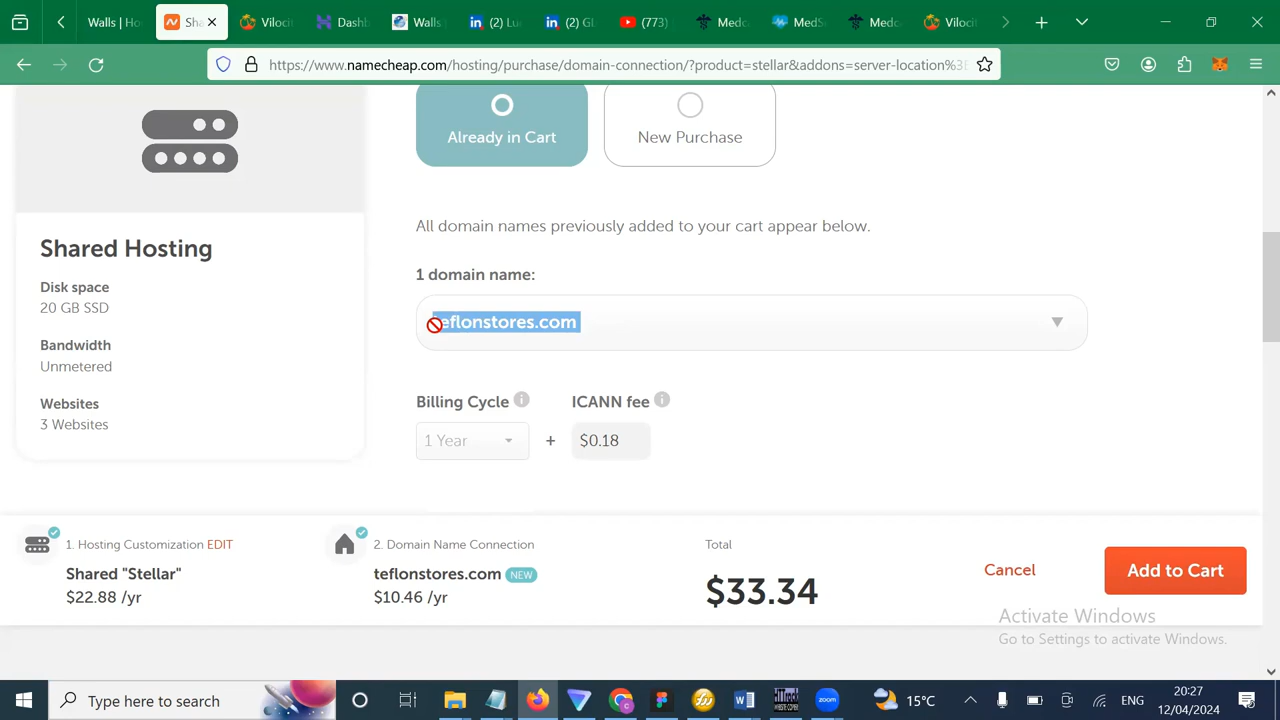 Walls | Ho
Sha
Vilocit
Dashb
Walls
(2) Lu
(2) GL
(773)
Medc
MedS
Medc
Vilocit
https://www.namecheap.com/hosting/purchase/domain-connection/?product=stellar&addons=server-location%3
Already in Cart
New Purchase
All domain names previously added to your cart appear below.
Shared Hosting
1 domain name:
Disk space
20 GB SSD
teflonstores.com
Bandwidth
Unmetered
Websites
3 Websites
Billing Cycle
ICANN fee
1 Year
+
$0.18
1. Hosting Customization EDIT
Shared "Stellar"
$22.88 /yr
2. Domain Name Connection
teflonstores.com NEW
$10.46 /yr
Total
$33.34
Cancel
Add to Cart
Activate Windows
Go to Settings to activate Windows.
Type here to search
15°C
ENG
20:27
12/04/2024